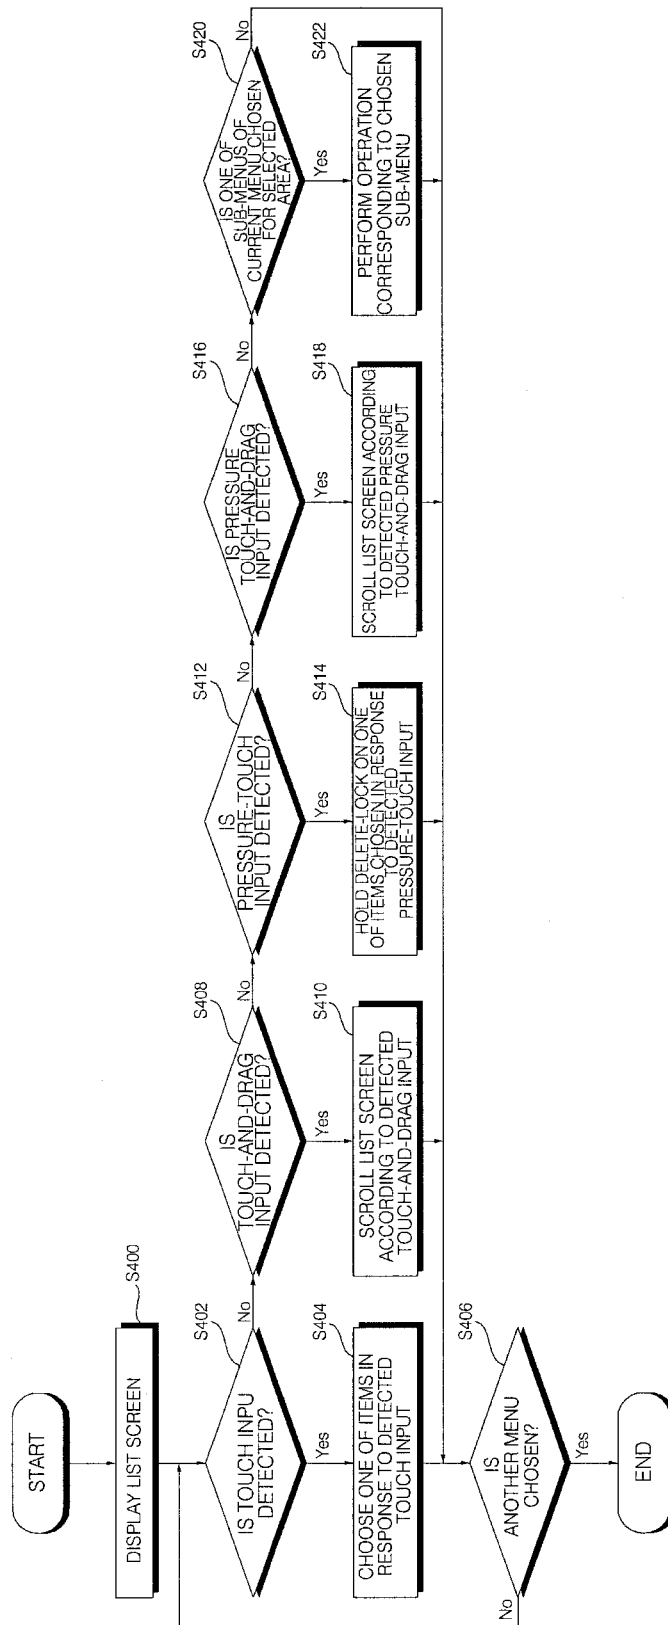 START
S400
DISPLAY LIST SCREEN
S402
IS TOUCH INPU
DETECTED?
No
Yes
S404
CHOOSE ONE OF ITEMS IN
RESPONSE TO DETECTED
TOUCH INPUT
S406
IS
ANOTHER MENU
CHOSEN?
No
Yes
END
S408
IS
TOUCH-AND-DRAG
INPUT DETECTED?
No
Yes
S410
SCROLL LIST SCREEN
ACCORDING TO DETECTED
TOUCH-AND-DRAG INPUT
S412
IS
PRESSURE-TOUCH
INPUT DETECTED?
No
Yes
S414
HOLD DELETE-LOCK ON ONE
OF ITEMS CHOSEN IN RESPONSE
TO DETECTED
PRESSURE-TOUCH INPUT
S416
IS PRESSURE
TOUCH-AND-DRAG
INPUT DETECTED?
No
Yes
S418
SCROLL LIST SCREEN ACCORDING
TO DETECTED PRESSURE
TOUCH-AND-DRAG INPUT
S420
IS ONE OF
SUB-MENUS OF
CURRENT MENU CHOSEN
FOR SELECTED
AREA?
No
Yes
S422
PERFORM OPERATION
CORRESPONDING TO CHOSEN
SUB-MENU